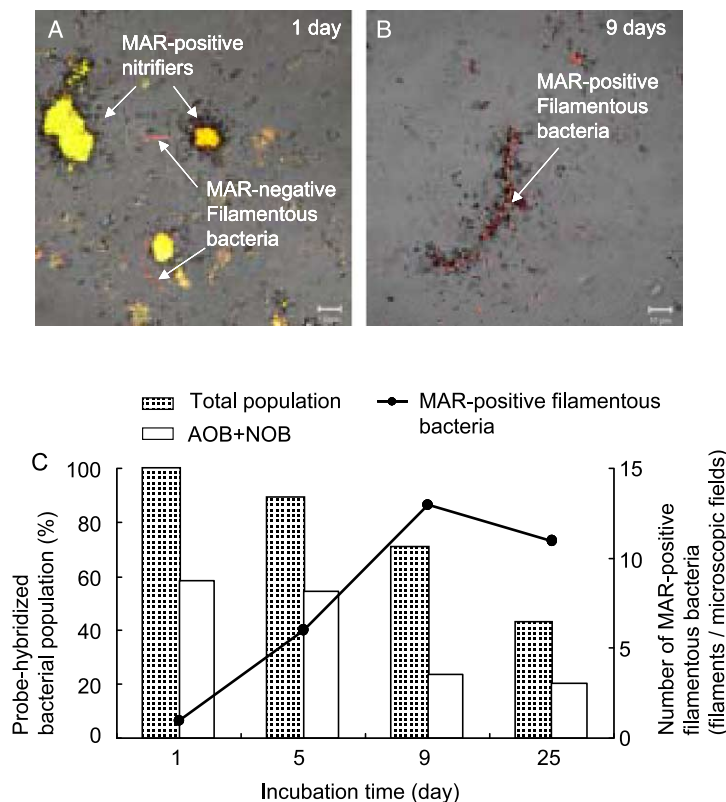 A
1 day
MAR-positive
nitrifiers
MAR-negative
Filamentous
bacteria
B
9 days
MAR-positive
Filamentous
bacteria
Total population
AOB+NOB
MAR-positive filamentous
bacteria
C
Probe-hybridized
bacterial population (%)
100
80
60
40
20
0
15
10
5
0
Number of MAR-positive
filamentous bacteria
(filaments / microscopic fields)
1 5 9 25
Incubation time (day)